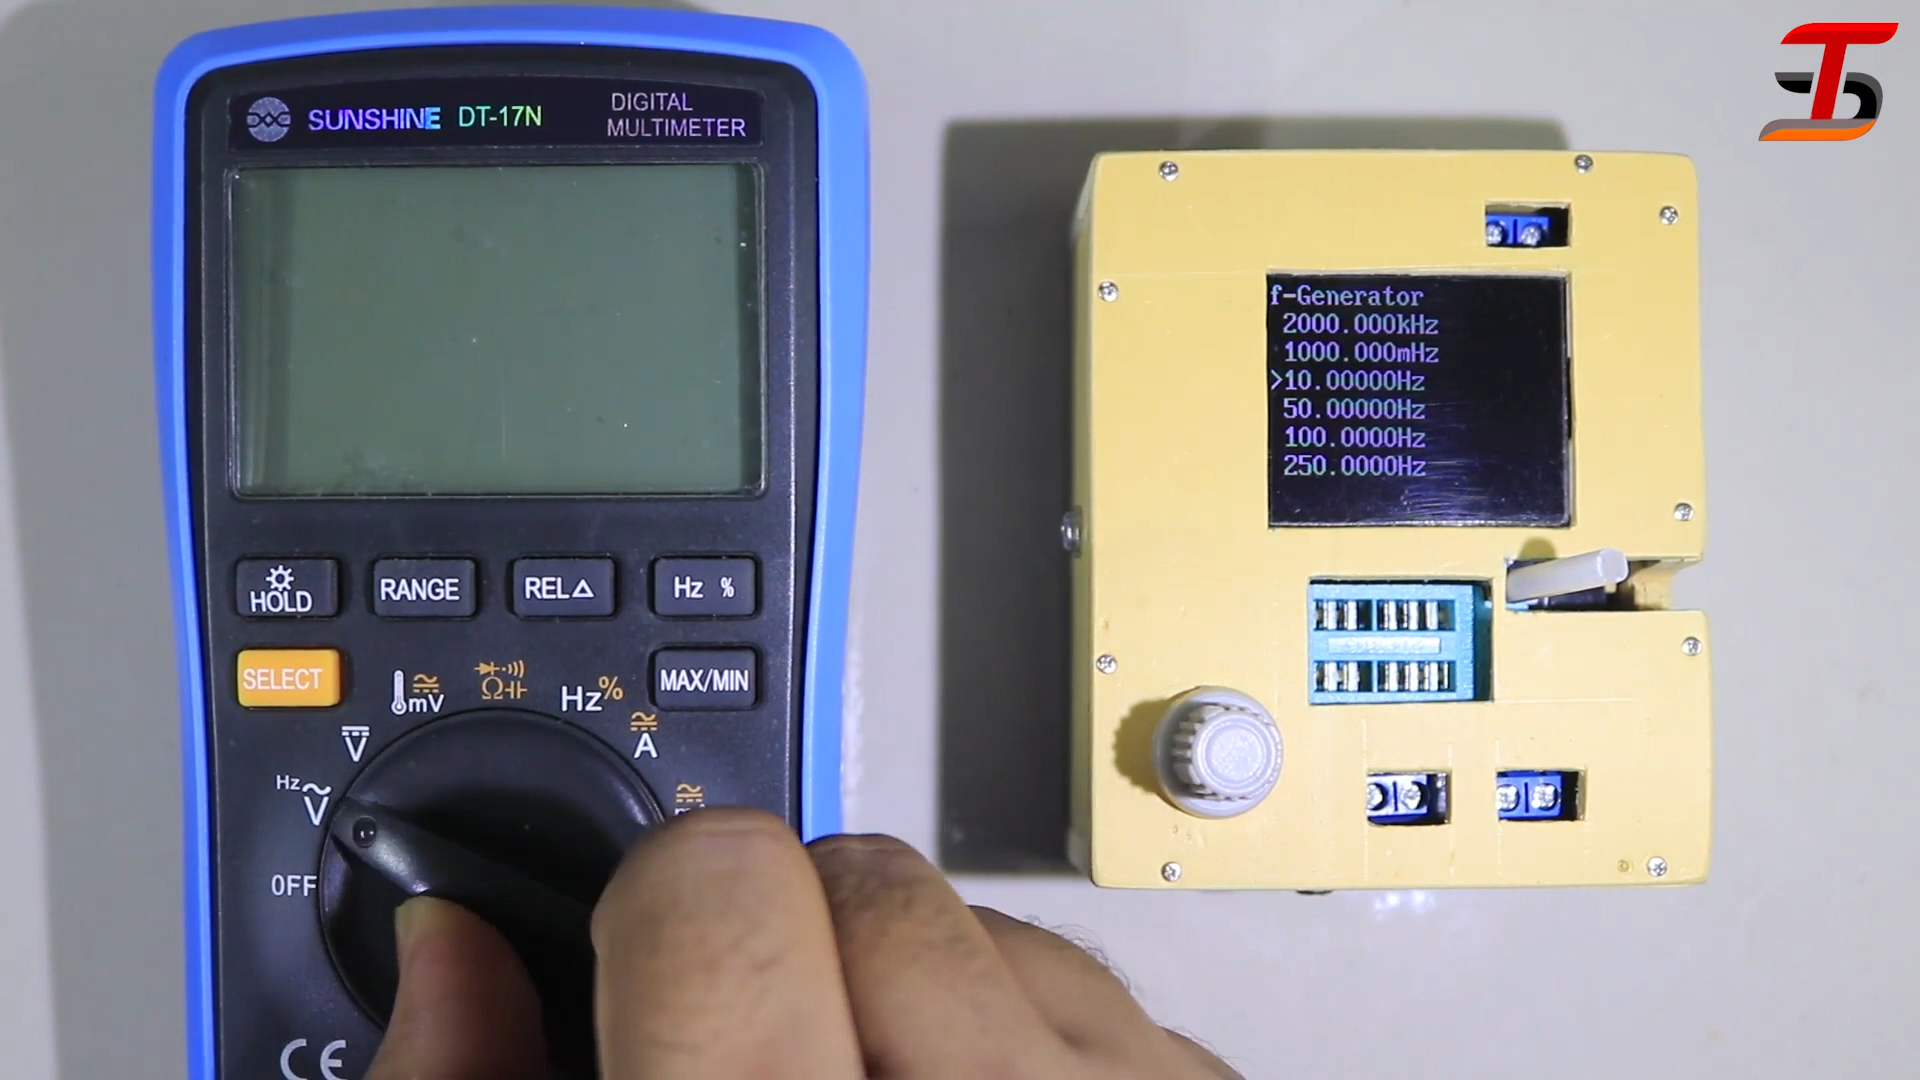 SUNSHINE DT-17N
DIGITAL
MULTIMETER
HOLD
RANGE
REL△
Hz %
SELECT
mV
Ω
Hz%
MAX/MIN
V
A
Hz
V
OFF
CE
f-Generator
2000.000kHz
1000.000mHz
>10.00000Hz
50.00000Hz
100.0000Hz
250.0000Hz